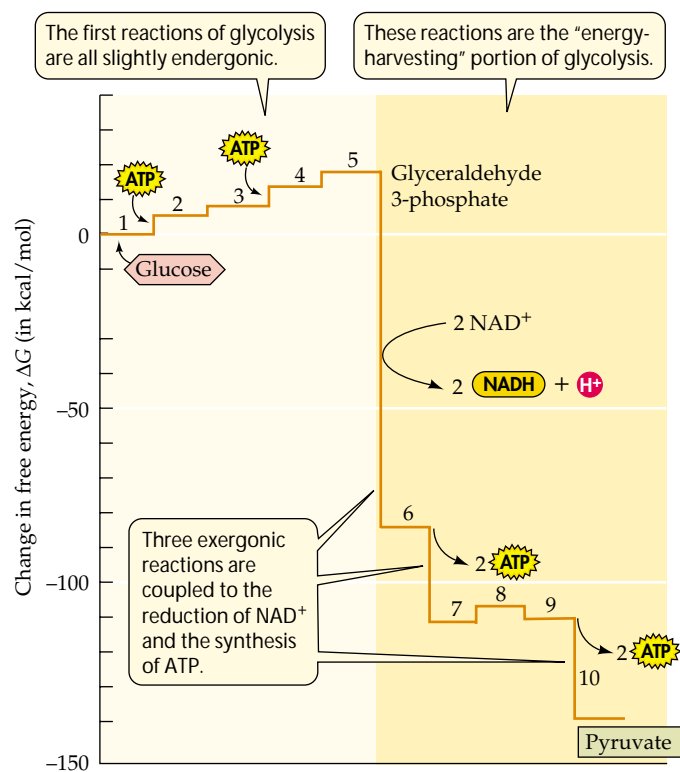 The first reactions of glycolysis
are all slightly endergonic.
These reactions are the “energy-
harvesting” portion of glycolysis.
Change in free energy, ΔG (in kcal/mol)
0
–50
–100
–150
ATP
ATP
1
2
3
4
5
Glucose
Glyceraldehyde
3-phosphate
2 NAD⁺
2 NADH + H⁺
6
2 ATP
7
8
9
2 ATP
10
Three exergonic
reactions are
coupled to the
reduction of NAD⁺
and the synthesis
of ATP.
Pyruvate